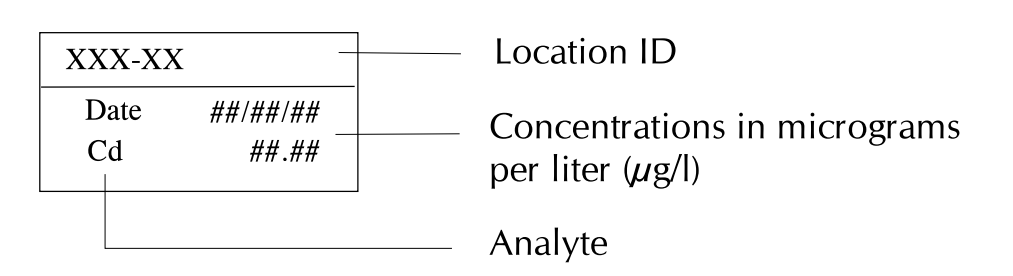 XXX-XX
Location ID
Date ##/##/##
Cd ##.##
Concentrations in micrograms
per liter (µg/l)
Analyte